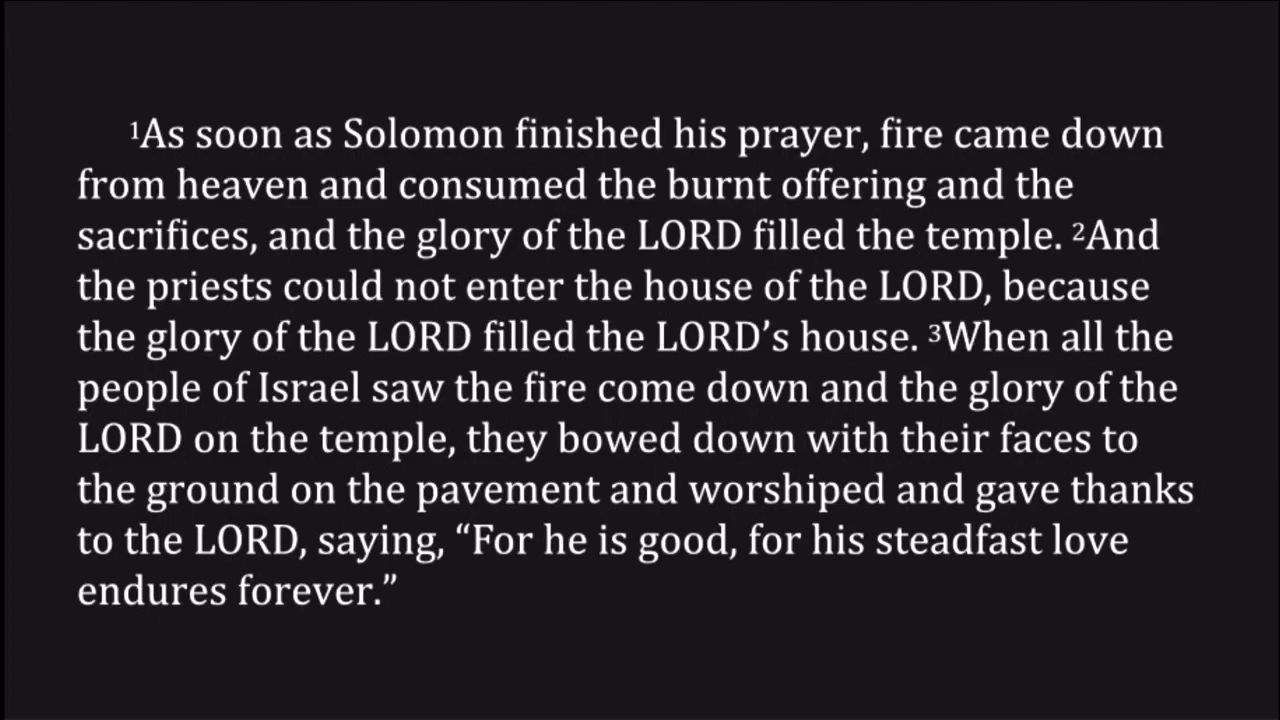 ¹As soon as Solomon finished his prayer, fire came down
from heaven and consumed the burnt offering and the
sacrifices, and the glory of the LORD filled the temple. ²And
the priests could not enter the house of the LORD, because
the glory of the LORD filled the LORD’s house. ³When all the
people of Israel saw the fire come down and the glory of the
LORD on the temple, they bowed down with their faces to
the ground on the pavement and worshiped and gave thanks
to the LORD, saying, “For he is good, for his steadfast love
endures forever.”